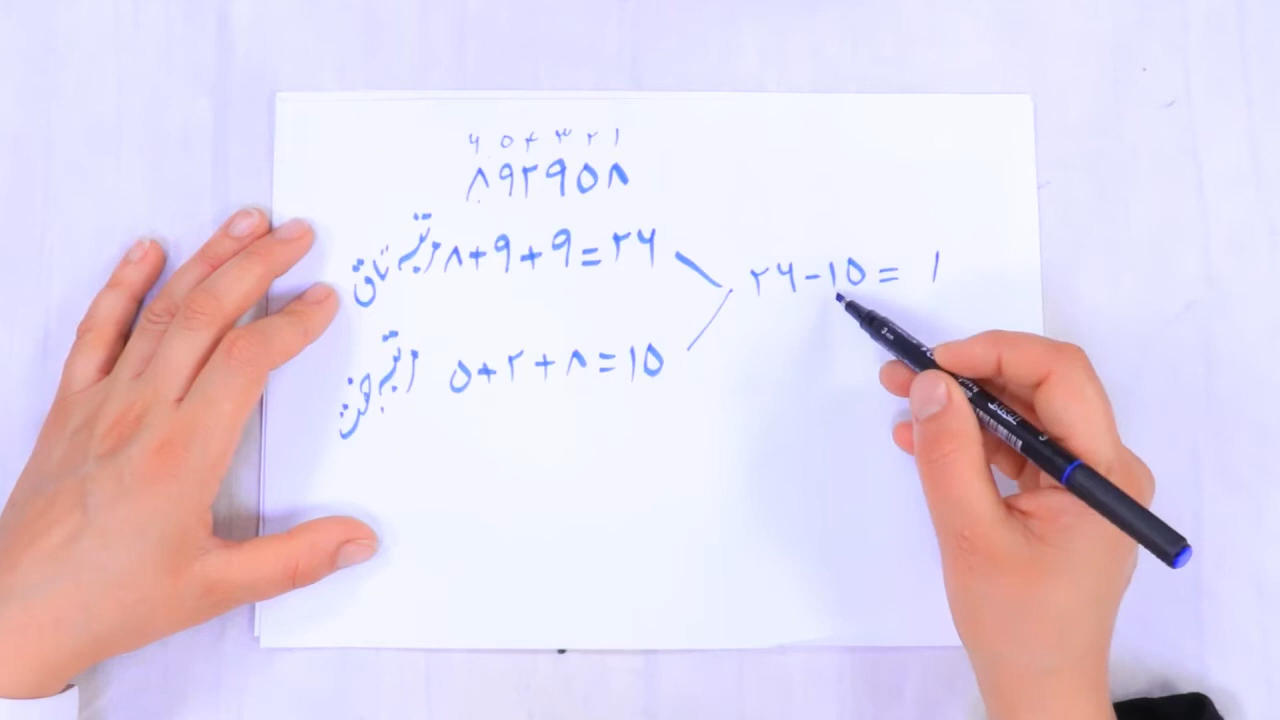 ۶ ۵ ۴ ۳ ۲ ۱
۸۹۲۹۵۸
مرتبه تاق ۸+۹+۹=۲۶
۲۶-۱۵= ۱
مرتبه جفت ۵+۲+۸=۱۵